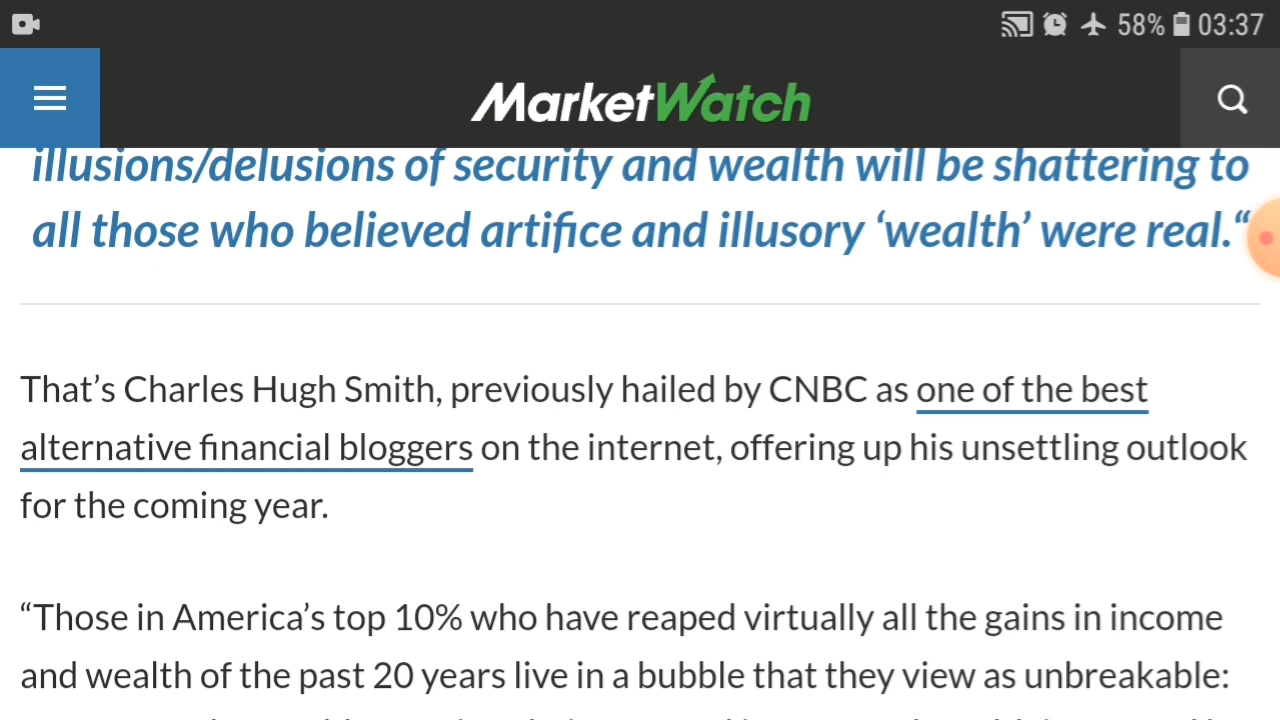 58% 03:37
MarketWatch
illusions/delusions of security and wealth will be shattering to
all those who believed artifice and illusory ‘wealth’ were real.“
That’s Charles Hugh Smith, previously hailed by CNBC as one of the best
alternative financial bloggers on the internet, offering up his unsettling outlook
for the coming year.
“Those in America’s top 10% who have reaped virtually all the gains in income
and wealth of the past 20 years live in a bubble that they view as unbreakable: